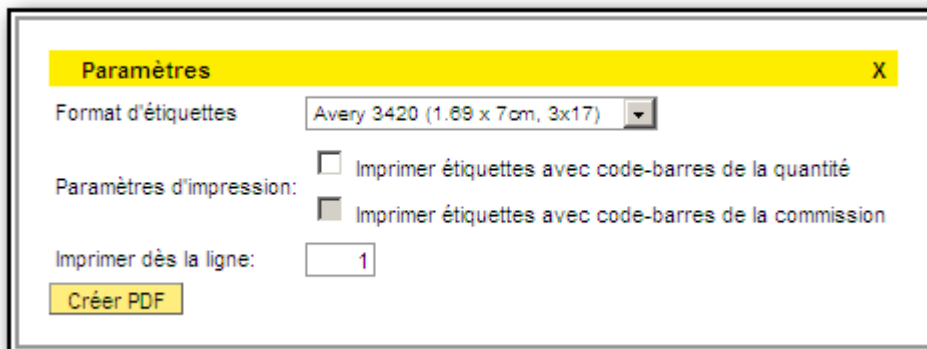 Paramètres X
Format d'étiquettes Avery 3420 (1.69 x 7cm, 3x17)
Imprimer étiquettes avec code-barres de la quantité
Paramètres d'impression:
Imprimer étiquettes avec code-barres de la commission
Imprimer dès la ligne: 1
Créer PDF